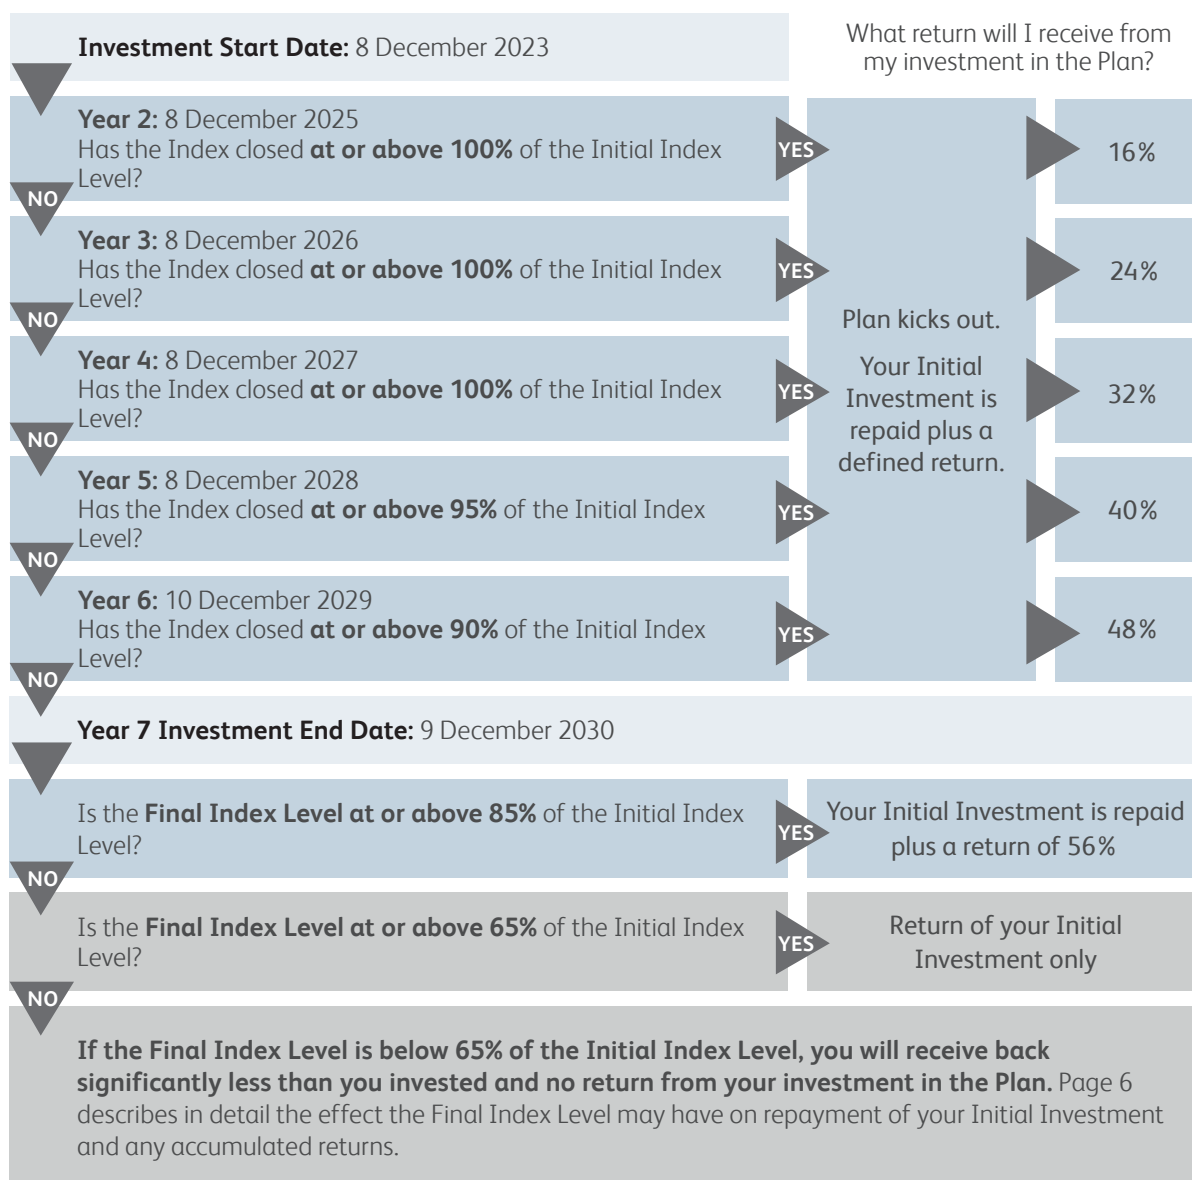 Investment Start Date: 8 December 2023
What return will I receive from
my investment in the Plan?
Year 2: 8 December 2025
Has the Index closed at or above 100% of the Initial Index
Level?
YES
16%
NO
Year 3: 8 December 2026
Has the Index closed at or above 100% of the Initial Index
Level?
YES
24%
NO
Year 4: 8 December 2027
Has the Index closed at or above 100% of the Initial Index
Level?
YES
32%
NO
Year 5: 8 December 2028
Has the Index closed at or above 95% of the Initial Index
Level?
YES
40%
NO
Year 6: 10 December 2029
Has the Index closed at or above 90% of the Initial Index
Level?
YES
48%
NO
Plan kicks out.
Your Initial
Investment is
repaid plus a
defined return.
Year 7 Investment End Date: 9 December 2030
Is the Final Index Level at or above 85% of the Initial Index
Level?
YES
Your Initial Investment is repaid
plus a return of 56%
NO
Is the Final Index Level at or above 65% of the Initial Index
Level?
YES
Return of your Initial
Investment only
NO
If the Final Index Level is below 65% of the Initial Index Level, you will receive back
significantly less than you invested and no return from your investment in the Plan. Page 6
describes in detail the effect the Final Index Level may have on repayment of your Initial Investment
and any accumulated returns.